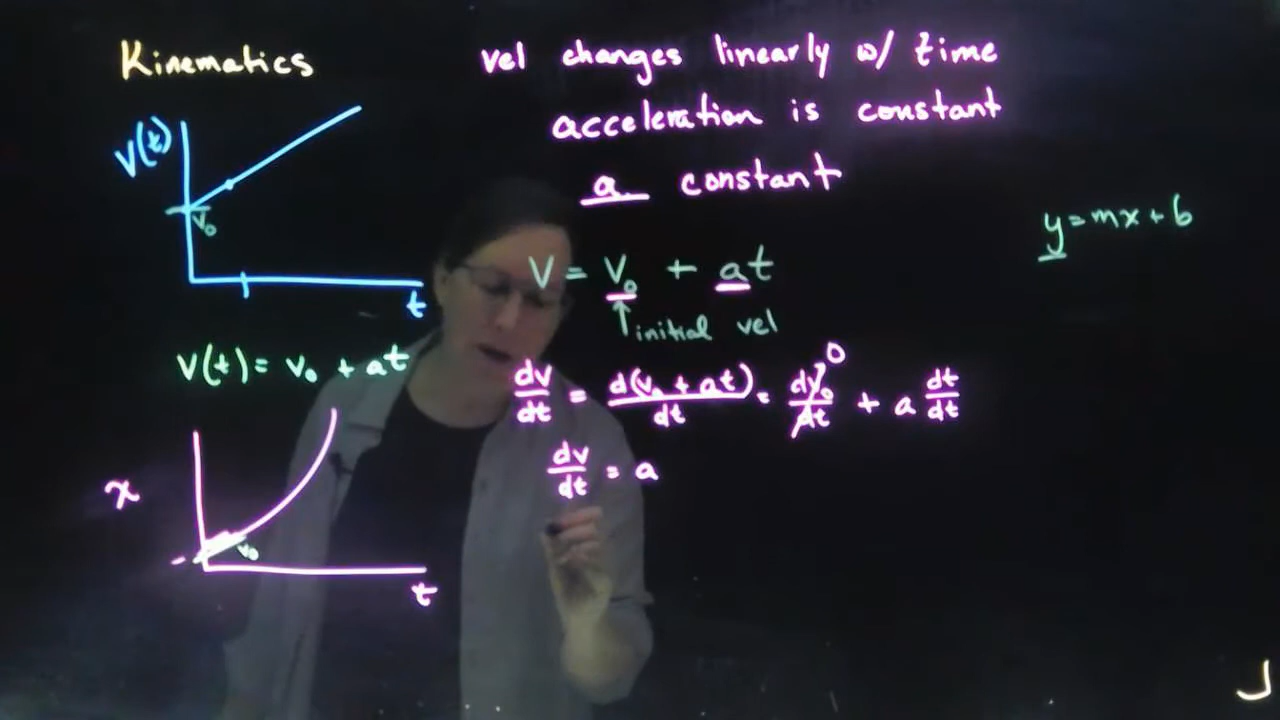 Kinematics
vel changes linearly w/ time
acceleration is constant
a constant
v(t)
v₀
t
y = mx + b
V = V₀ + at
↑ initial vel
v(t) = v₀ + at
dv/dt = d(v₀ + at)/dt = dv₀/dt 0 + a dt/dt
dv/dt = a
x
v₀
t